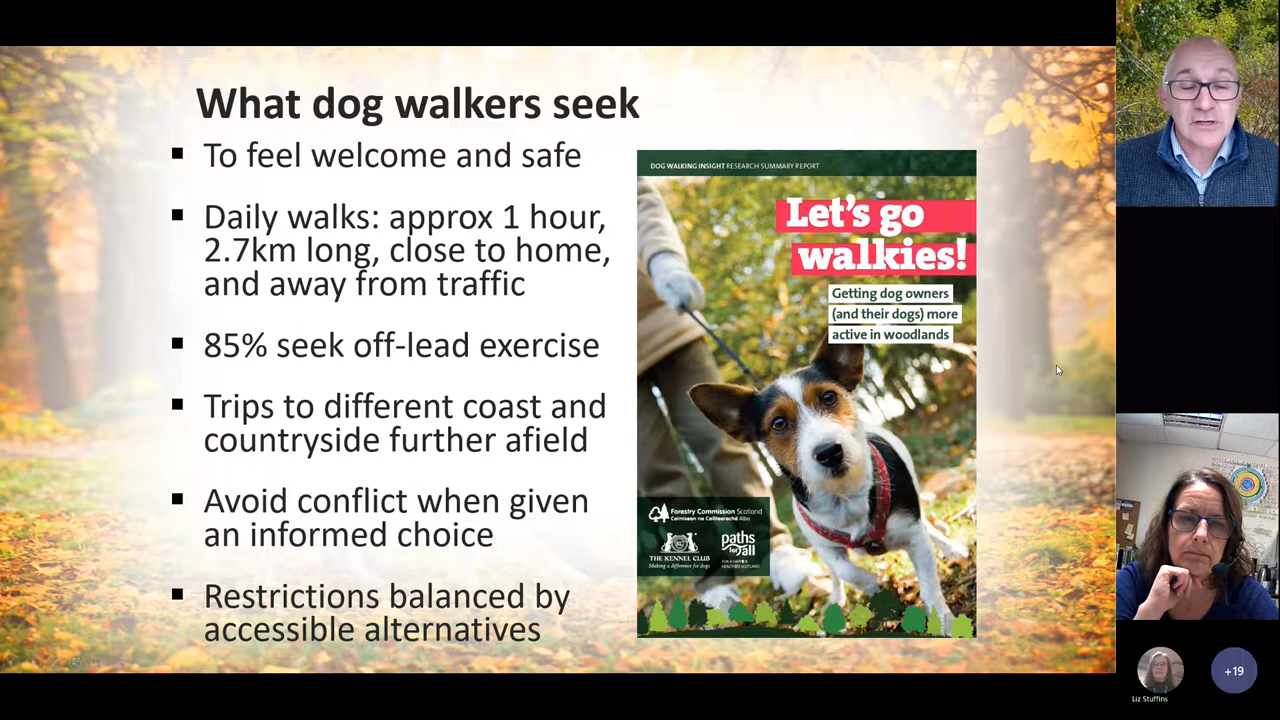 What dog walkers seek
▪ To feel welcome and safe
▪ Daily walks: approx 1 hour,
2.7km long, close to home,
and away from traffic
▪ 85% seek off-lead exercise
▪ Trips to different coast and
countryside further afield
▪ Avoid conflict when given
an informed choice
▪ Restrictions balanced by
accessible alternatives
DOG WALKING INSIGHT RESEARCH SUMMARY REPORT
Let's go
walkies!
Getting dog owners
(and their dogs) more
active in woodlands
Forestry Commission Scotland
Coimisean na Coilltearachd Alba
THE KENNEL CLUB
Making a difference for dogs
paths
for all
FOR A HAPPIER,
HEALTHIER SCOTLAND
Liz Stuffins
+19